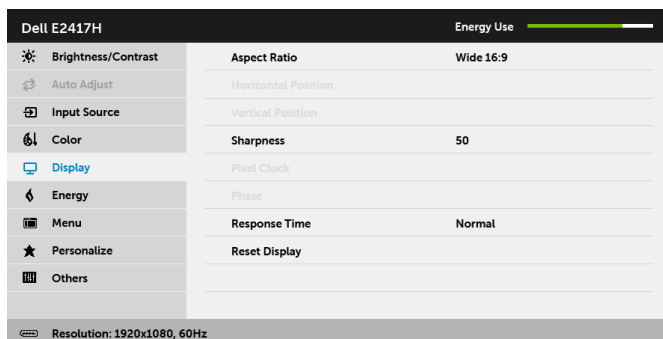 Dell E2417H Energy Use
Brightness/Contrast Aspect Ratio Wide 16:9
Auto Adjust Horizontal Position
Input Source Vertical Position
Color Sharpness 50
Display Pixel Clock
Energy Phase
Menu Response Time Normal
Personalize Reset Display
Others
Resolution: 1920x1080, 60Hz